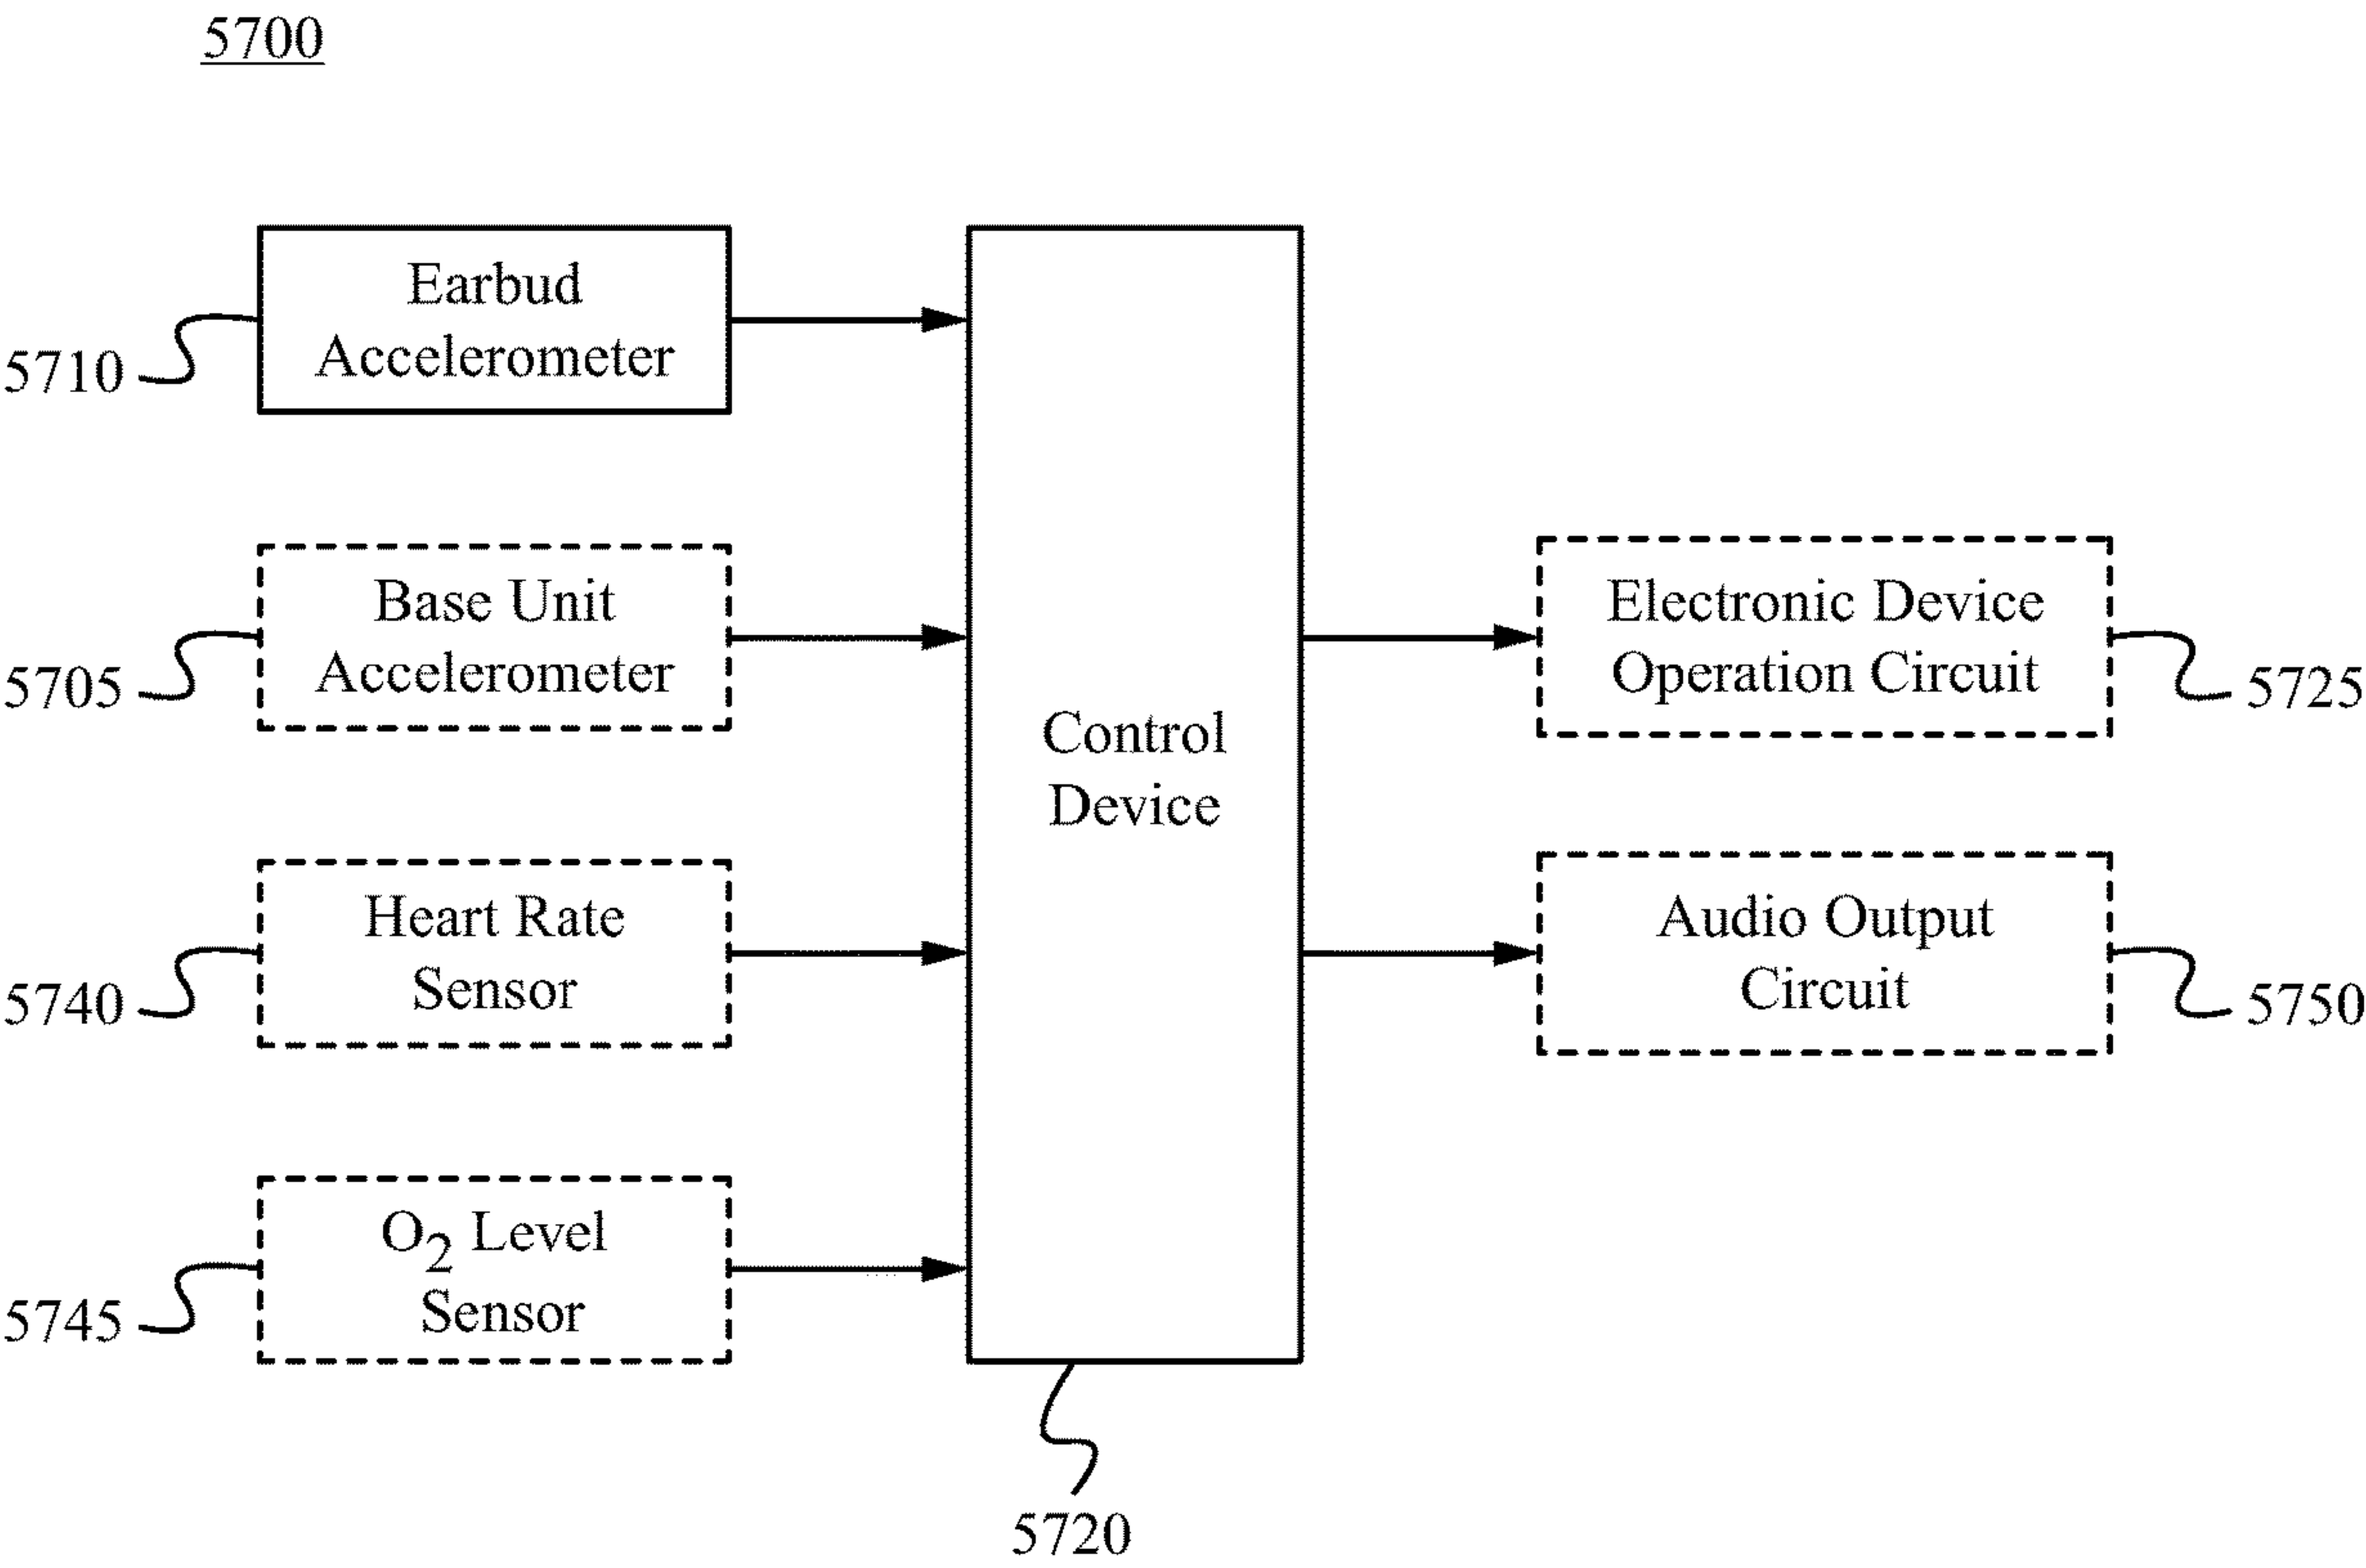 5700
Earbud
Accelerometer
5710
Base Unit
Accelerometer
5705
Heart Rate
Sensor
5740
O2 Level
Sensor
5745
Control
Device
5720
Electronic Device
Operation Circuit
5725
Audio Output
Circuit
5750